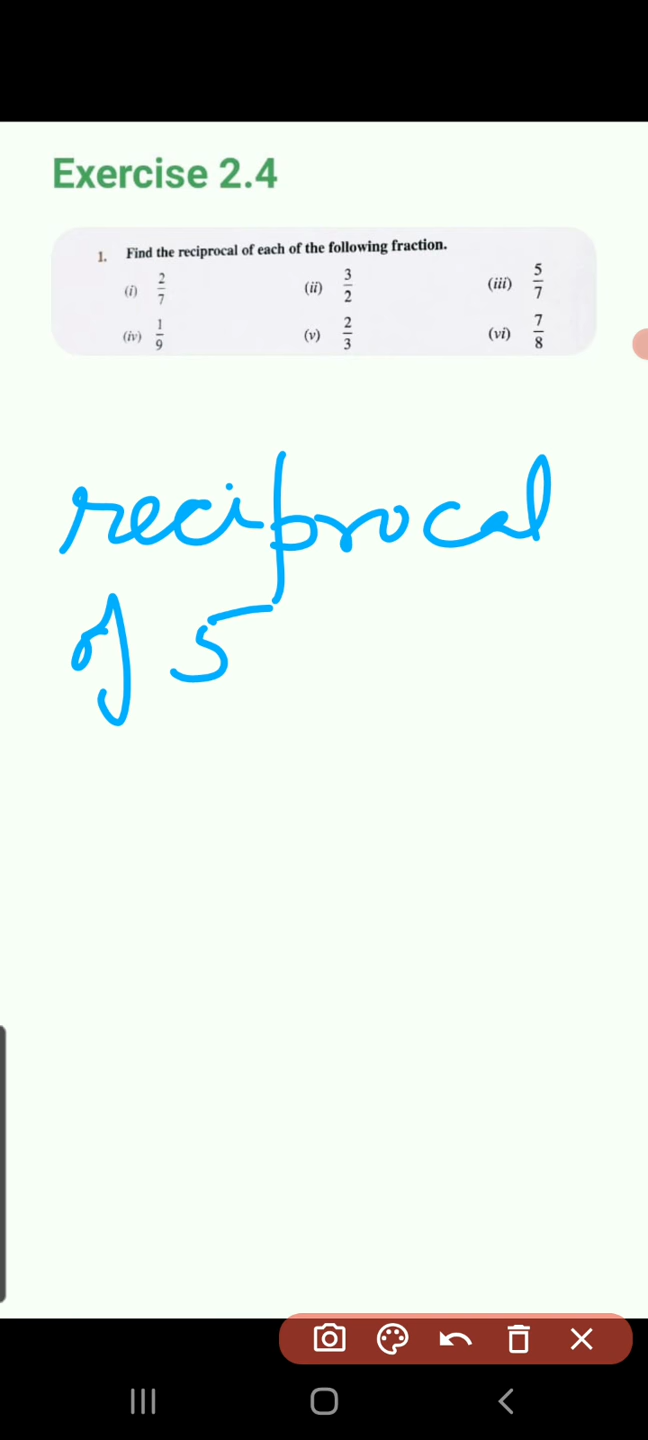 Exercise 2.4
1. Find the reciprocal of each of the following fraction.
(i) 2/7 (ii) 3/2 (iii) 5/7
(iv) 1/9 (v) 2/3 (vi) 7/8
reciprocal
of 5